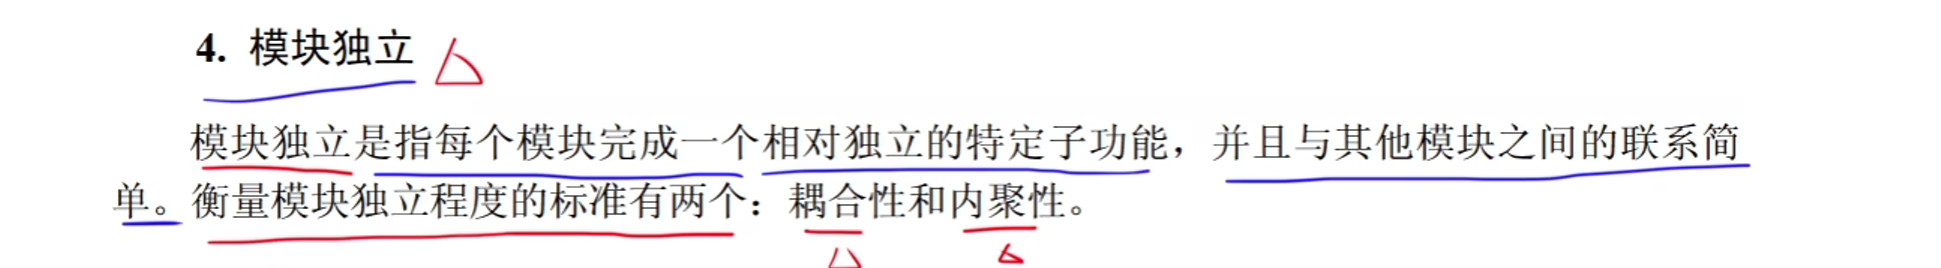 4. 模块独立
模块独立是指每个模块完成一个相对独立的特定子功能，并且与其他模块之间的联系简
单。衡量模块独立程度的标准有两个：耦合性和内聚性。